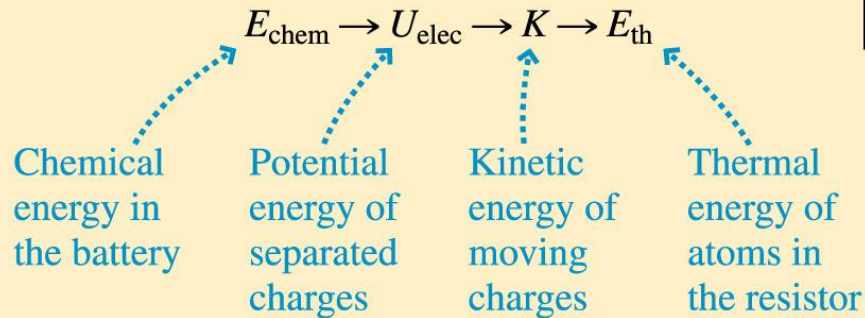 E_chem → U_elec → K → E_th
Chemical
energy in
the battery
Potential
energy of
separated
charges
Kinetic
energy of
moving
charges
Thermal
energy of
atoms in
the resistor